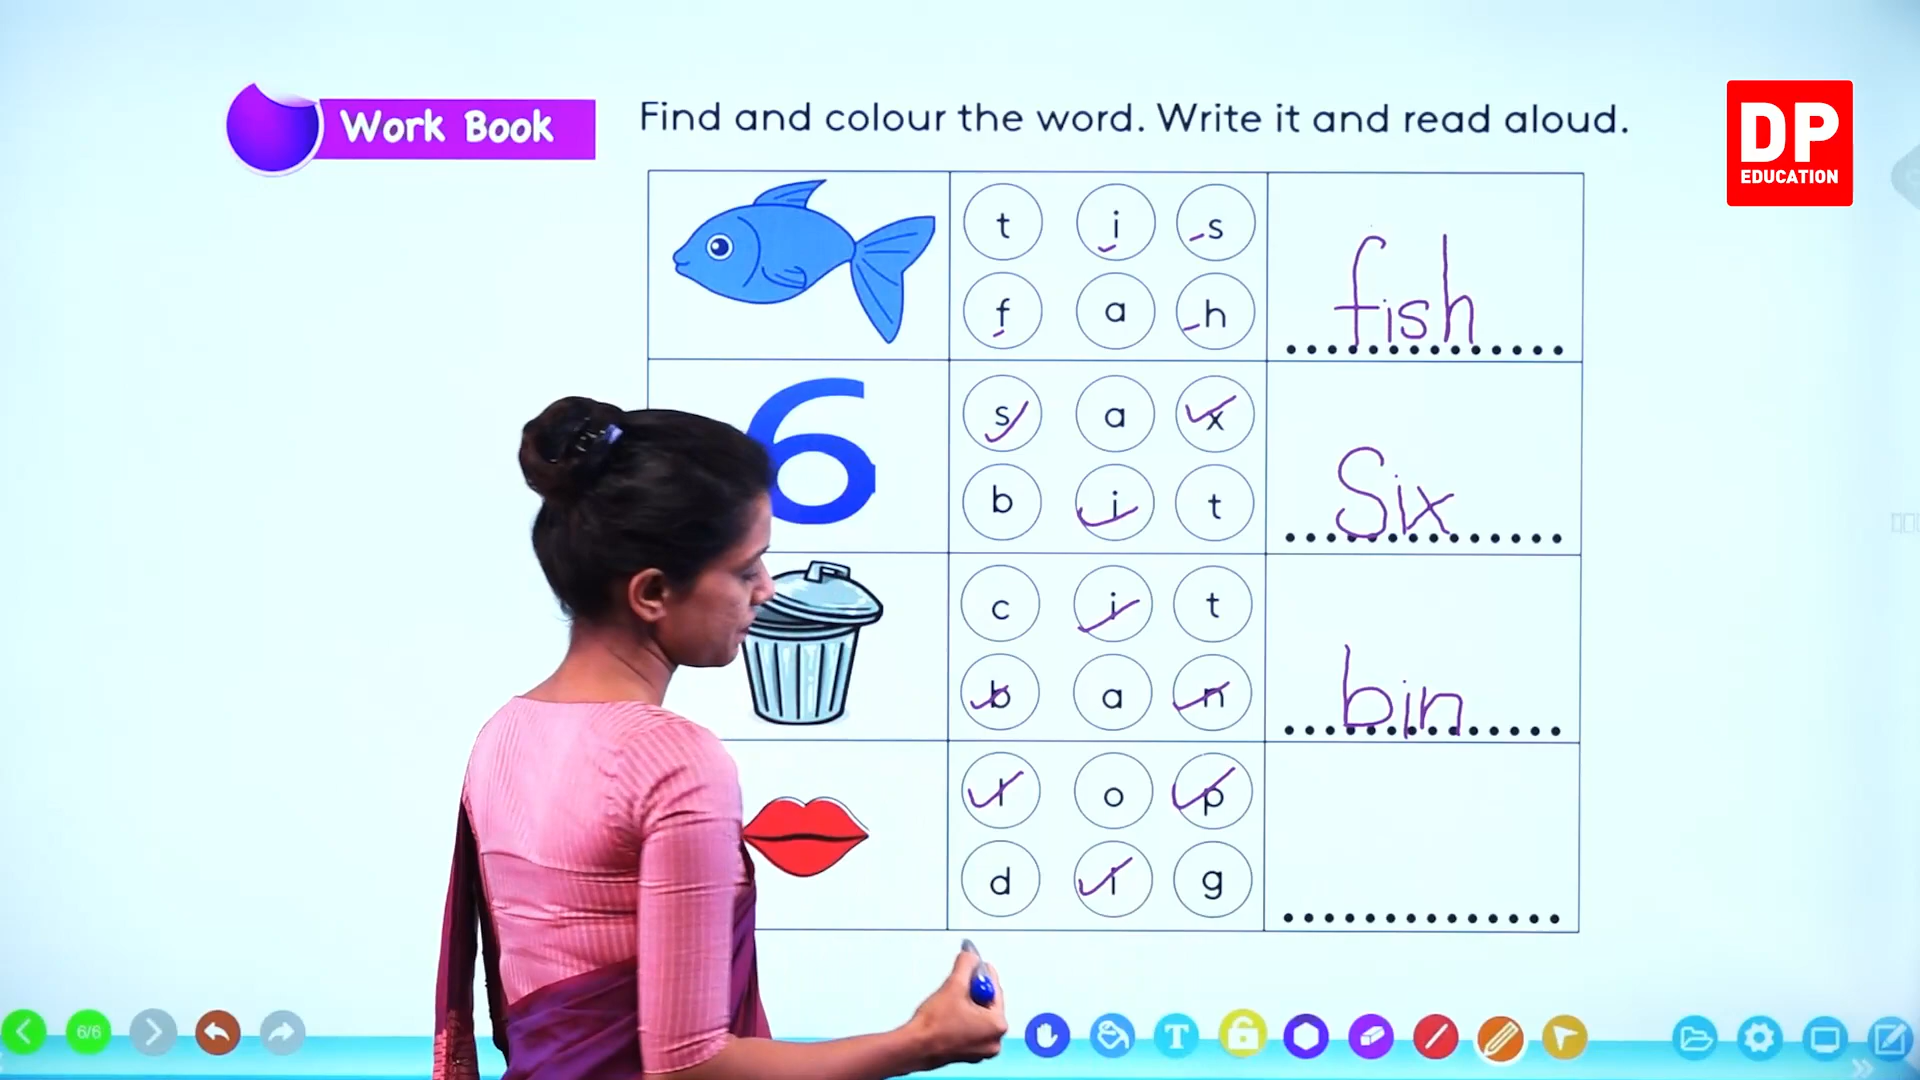 Work Book
Find and colour the word. Write it and read aloud.
DP
EDUCATION
t i s
f a h
fish
6
s a x
b i t
Six
c i t
b a n
bin
l o p
d i g
6/6
T